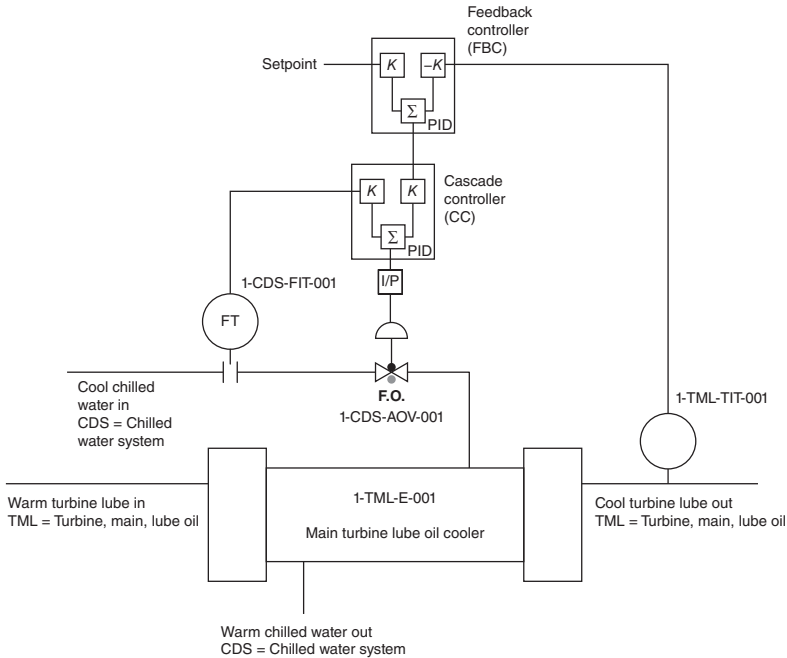 Feedback
controller
(FBC)
Setpoint
K
–K
Σ
PID
Cascade
controller
(CC)
K
K
Σ
PID
I/P
1-CDS-FIT-001
FT
Cool chilled
water in
CDS = Chilled
water system
F.O.
1-CDS-AOV-001
1-TML-TIT-001
Warm turbine lube in
TML = Turbine, main, lube oil
1-TML-E-001
Main turbine lube oil cooler
Cool turbine lube out
TML = Turbine, main, lube oil
Warm chilled water out
CDS = Chilled water system